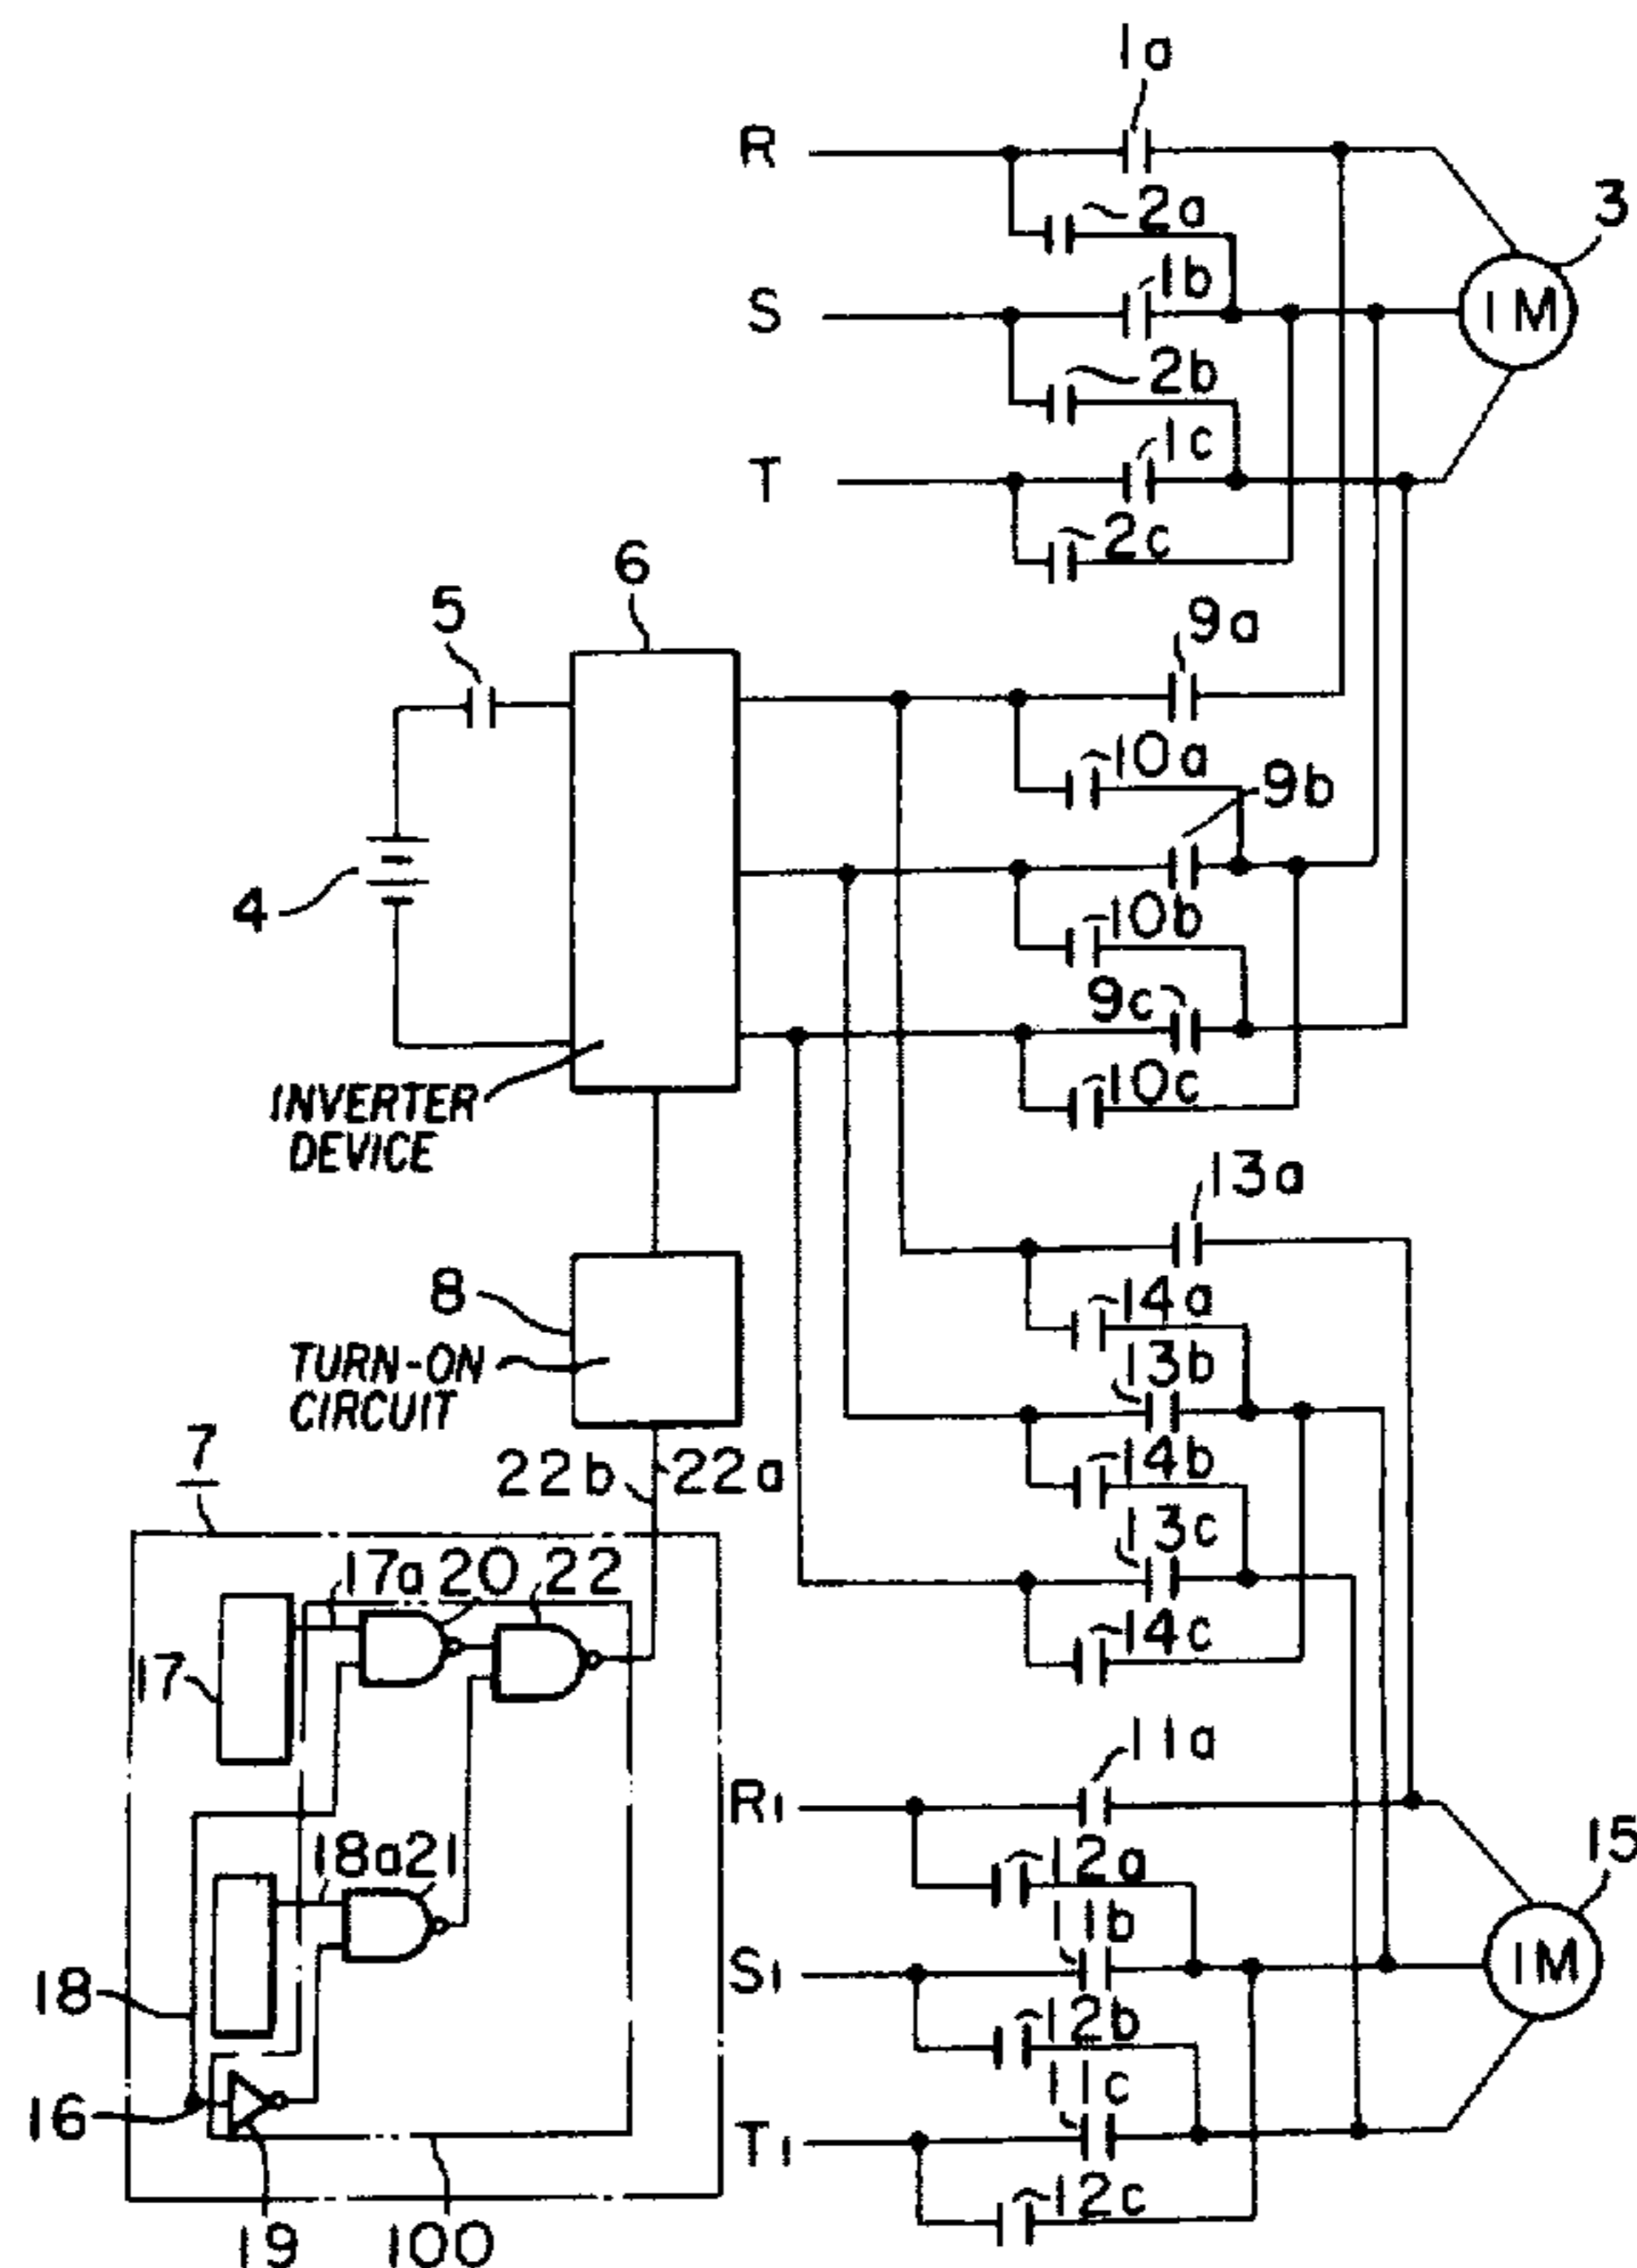 1a
R
2a
3
1b
S
IM
2b
1c
T
2c
6
5
9a
10a
9b
4
10b
9c
10c
INVERTER
DEVICE
13a
8
14a
TURN-ON
CIRCUIT
13b
7
22b
22a
14b
13c
17a
20
22
14c
17
11a
R1
15
18a
21
12a
11b
IM
S1
18
12b
11c
16
T1
12c
19
100